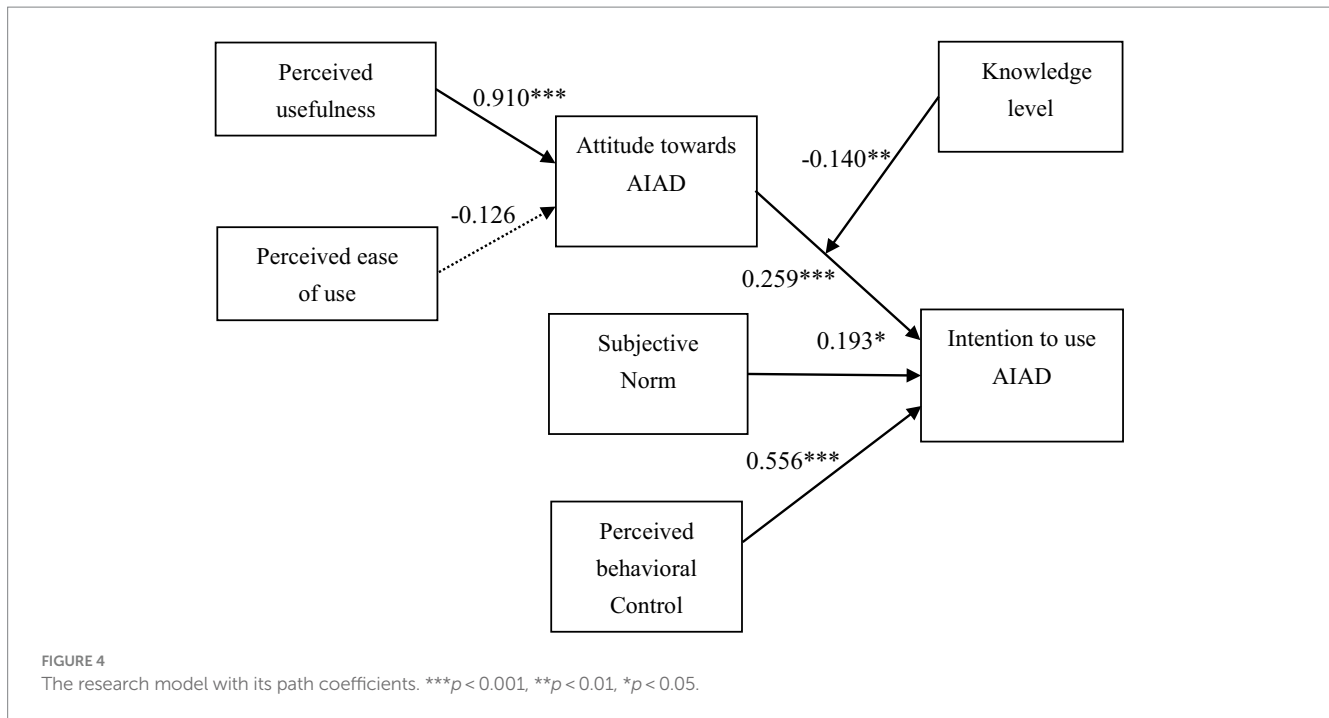 Perceived
usefulness
0.910***
Knowledge
level
Attitude towards
AIAD
-0.140**
-0.126
Perceived ease
of use
0.259***
Subjective
Norm
0.193*
Intention to use
AIAD
0.556***
Perceived
behavioral
Control
FIGURE 4
The research model with its path coefficients. ***p < 0.001, **p < 0.01, *p < 0.05.